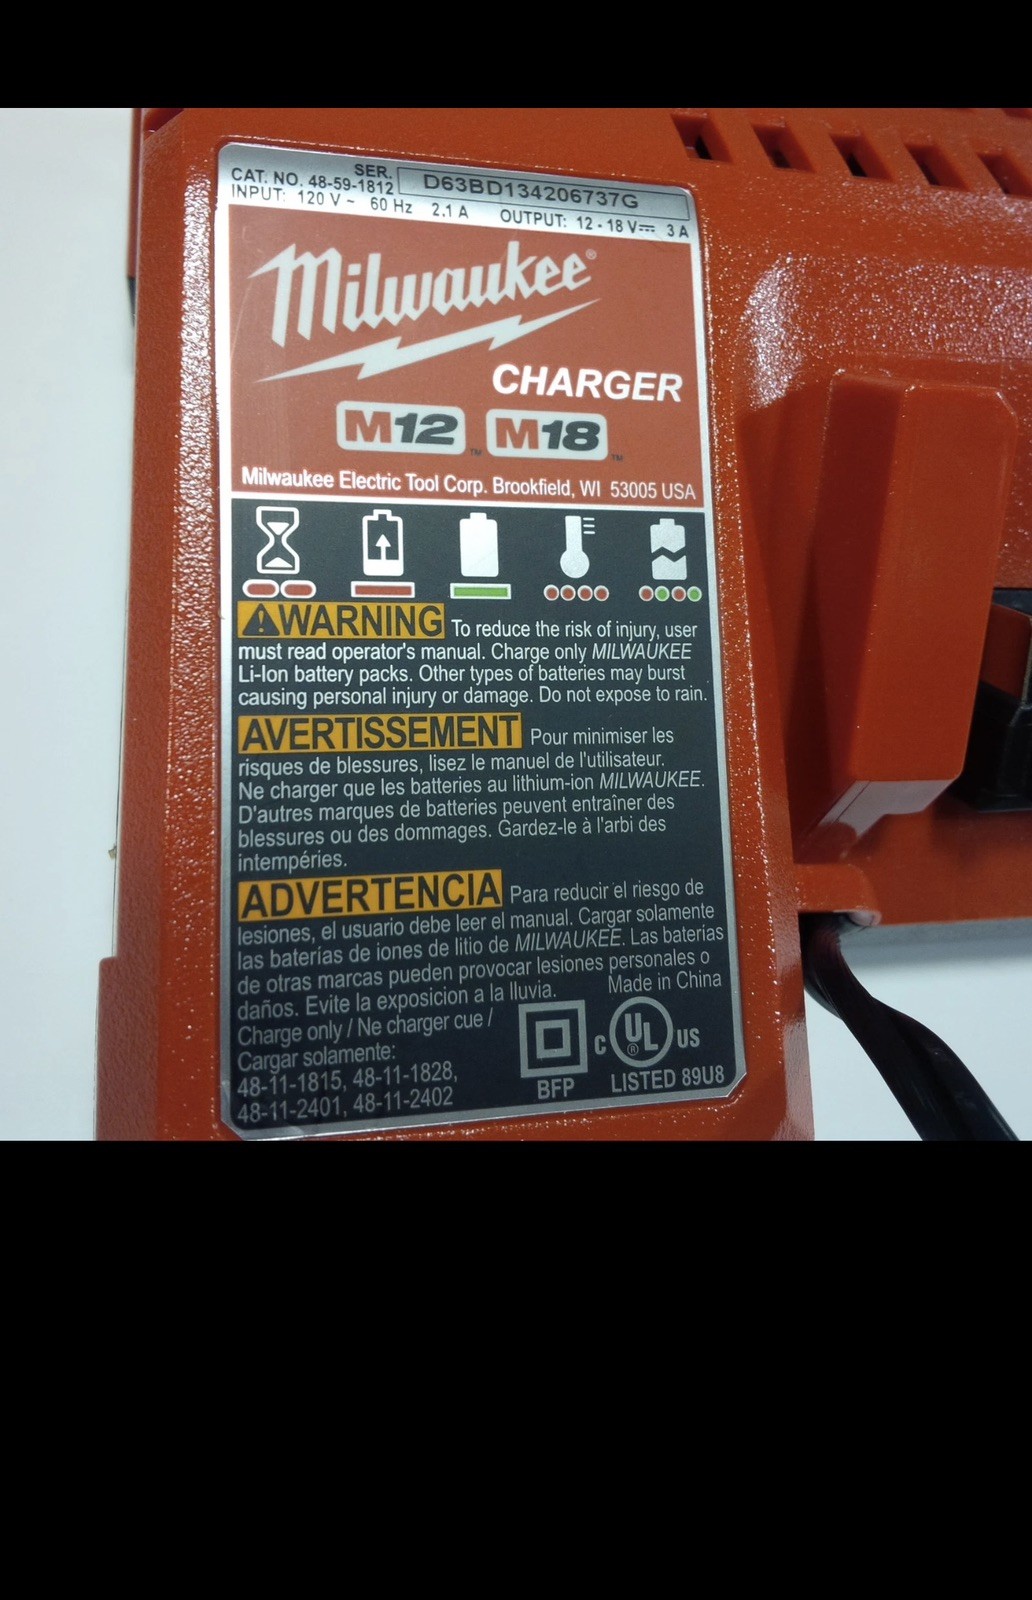 SER. D63BD134206737G
CAT. NO. 48-59-1812
INPUT: 120 V ~ 60 Hz 2.1 A OUTPUT: 12 - 18 V⎓ 3 A
Milwaukee®
CHARGER
M12™ M18™
Milwaukee Electric Tool Corp. Brookfield, WI 53005 USA
⚠WARNING To reduce the risk of injury, user
must read operator's manual. Charge only MILWAUKEE
Li-Ion battery packs. Other types of batteries may burst
causing personal injury or damage. Do not expose to rain.
AVERTISSEMENT Pour minimiser les
risques de blessures, lisez le manuel de l'utilisateur.
Ne charger que les batteries au lithium-ion MILWAUKEE.
D'autres marques de batteries peuvent entraîner des
blessures ou des dommages. Gardez-le à l'arbi des
intempéries.
ADVERTENCIA Para reducir el riesgo de
lesiones, el usuario debe leer el manual. Cargar solamente
las baterías de iones de litio de MILWAUKEE. Las baterias
de otras marcas pueden provocar lesiones personales o
daños. Evite la exposicion a la lluvia. Made in China
Charge only / Ne charger cue /
Cargar solamente:
48-11-1815, 48-11-1828,
48-11-2401, 48-11-2402
BFP
C UL® US
LISTED 89U8